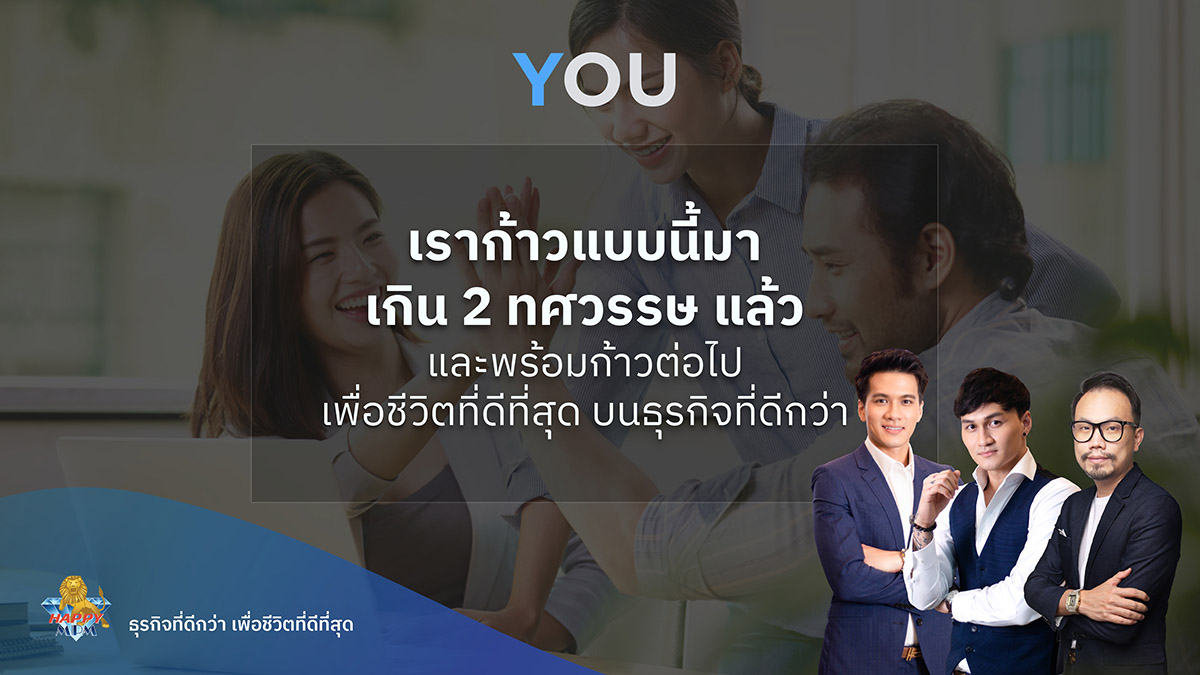 YOU
เราก้าวแบบนี้มา
เกิน 2 ทศวรรษ แล้ว
และพร้อมก้าวต่อไป
เพื่อชีวิตที่ดีที่สุด บนธุรกิจที่ดีกว่า
HAPPY
MPM
ธุรกิจที่ดีกว่า เพื่อชีวิตที่ดีที่สุด